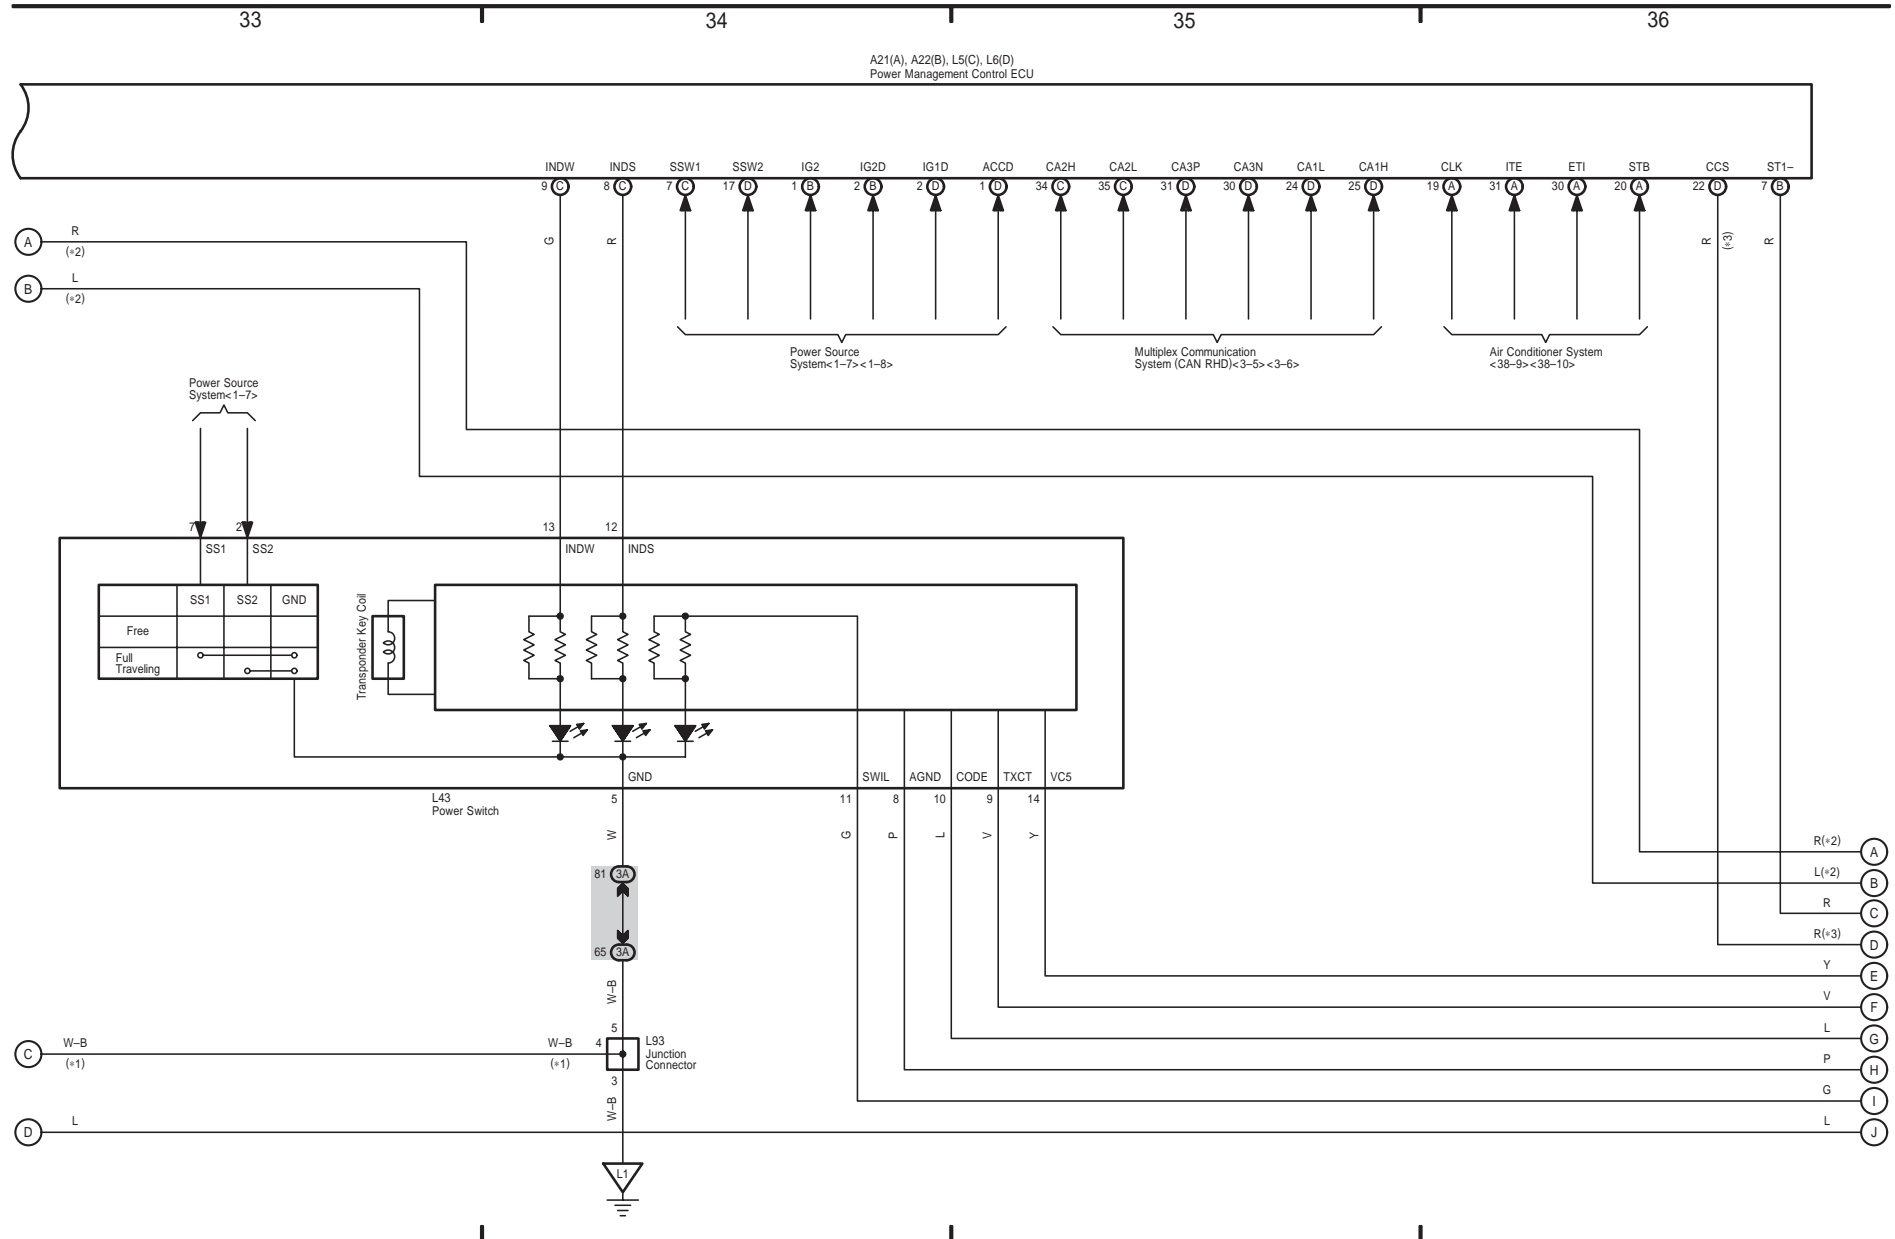 33 34 35 36
A21(A), A22(B), L5(C), L6(D)
Power Management Control ECU
INDW INDS SSW1 SSW2 IG2 IG2D IG1D ACCD CA2H CA2L CA3P CA3N CA1L CA1H CLK ITE ETI STB CCS ST1–
9 C 8 C 7 C 17 D 1 B 2 B 2 D 1 D 34 C 35 C 31 D 30 D 24 D 25 D 19 A 31 A 30 A 20 A 22 D 7 B
A R
(*2)
G R R (*3) R
B L
(*2)
Power Source
System<1–7><1–8>
Multiplex Communication
System (CAN RHD)<3–5><3–6>
Air Conditioner System
<38–9><38–10>
Power Source
System<1–7>
7 2 13 12
SS1 SS2 INDW INDS
SS1 SS2 GND
Free
Full
Traveling
Transponder Key Coil
GND SWIL AGND CODE TXCT VC5
L43
Power Switch
5 11 8 10 9 14
W G P L V Y
R(*2) A
81 3A
L(*2) B
R C
R(*3) D
65 3A
Y E
W–B
V F
5
L G
C W–B
(*1)
W–B
(*1)
4
L93
Junction
Connector
P H
3
W–B
G I
D L
L J
L1